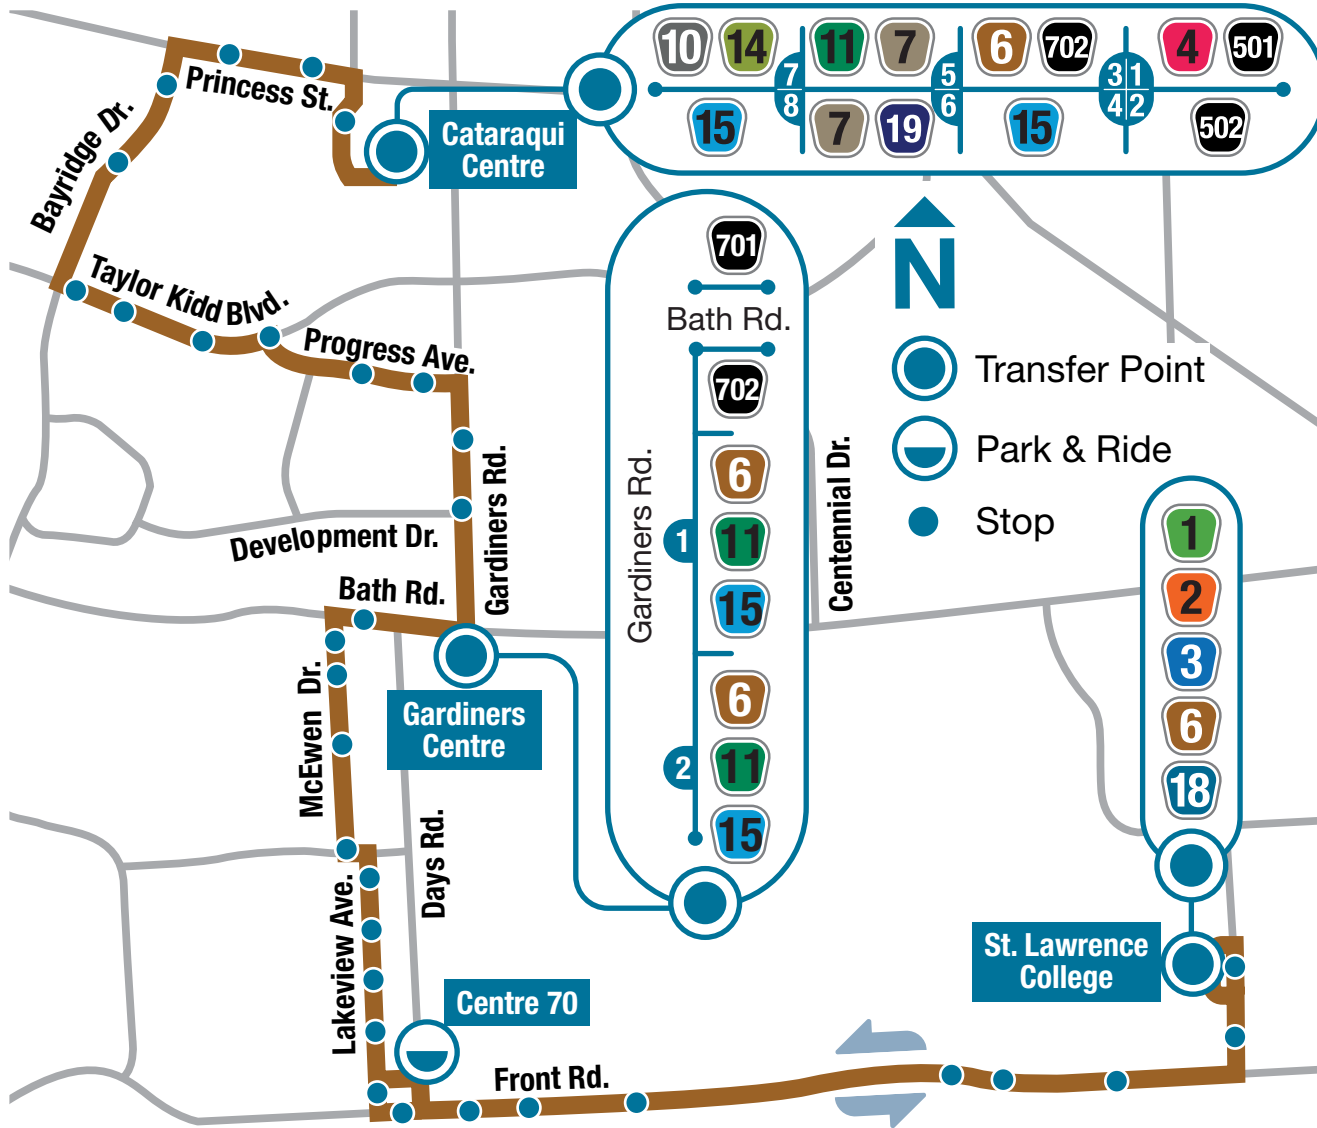 10 14 11 7 6 702 4 501
7 5 3 1
8 6 4 2
15 7 19 15 502
Princess St.
Bayridge Dr.
Cataraqui
Centre
Taylor Kidd Blvd.
Progress Ave.
701
Bath Rd.
702
Gardiners Rd.
6
1 11
15
6
2 11
15
N
Transfer Point
Park & Ride
Stop
Centennial Dr.
Gardiners Rd.
Development Dr.
Bath Rd.
McEwen Dr.
Gardiners
Centre
Days Rd.
Lakeview Ave.
Centre 70
Front Rd.
1
2
3
6
18
St. Lawrence
College